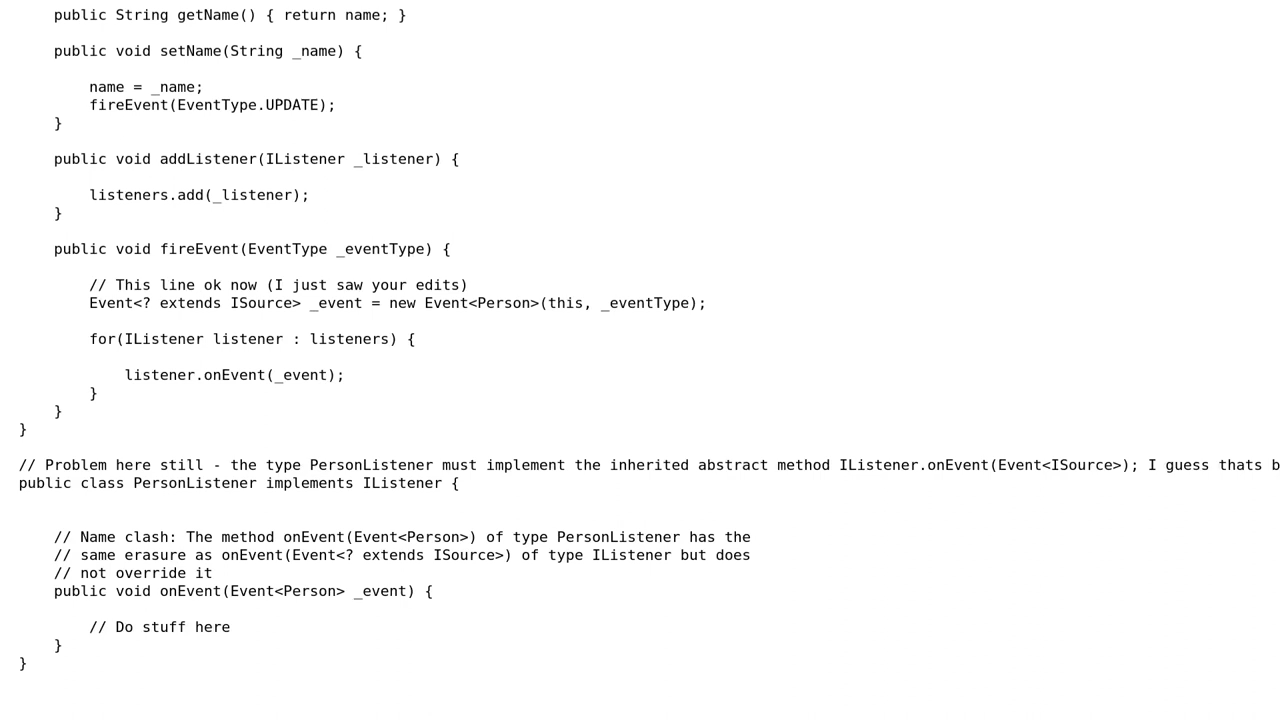 public String getName() { return name; }
public void setName(String _name) {
name = _name;
fireEvent(EventType.UPDATE);
}
public void addListener(IListener _listener) {
listeners.add(_listener);
}
public void fireEvent(EventType _eventType) {
// This line ok now (I just saw your edits)
Event<? extends ISource> _event = new Event<Person>(this, _eventType);
for(IListener listener : listeners) {
listener.onEvent(_event);
}
}
}
// Problem here still - the type PersonListener must implement the inherited abstract method IListener.onEvent(Event<ISource>); I guess thats b
public class PersonListener implements IListener {
// Name clash: The method onEvent(Event<Person>) of type PersonListener has the
// same erasure as onEvent(Event<? extends ISource>) of type IListener but does
// not override it
public void onEvent(Event<Person> _event) {
// Do stuff here
}
}